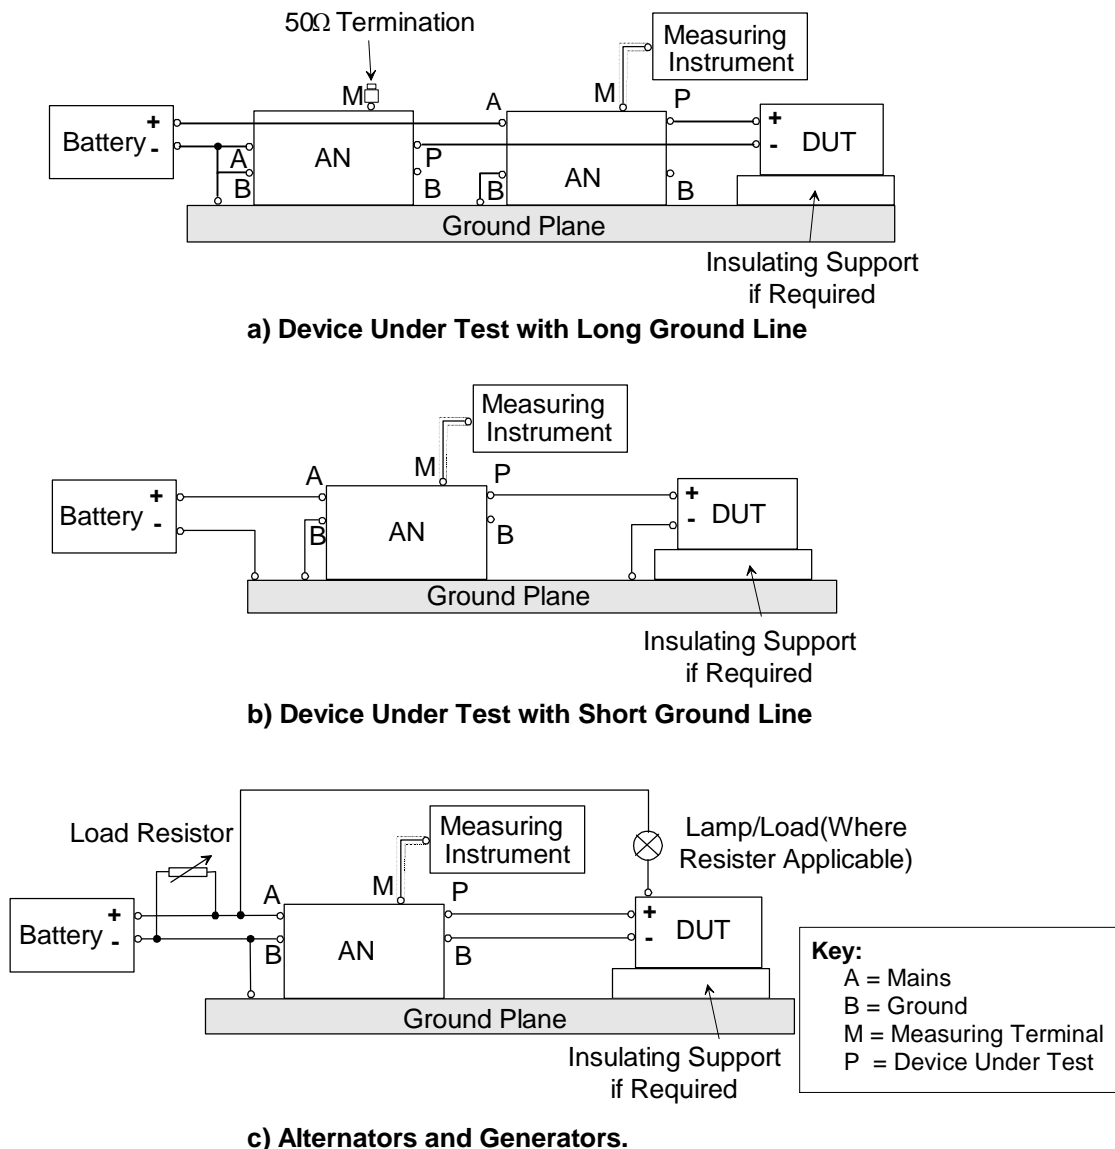 50Ω Termination
Measuring
Instrument
M
A
M
P
Battery
+
-
A
B
AN
P
B
B
AN
B
+
-
DUT
Ground Plane
Insulating Support
if Required
a) Device Under Test with Long Ground Line
Measuring
Instrument
M
A
P
Battery
+
-
B
AN
B
+
-
DUT
Ground Plane
Insulating Support
if Required
b) Device Under Test with Short Ground Line
Load Resistor
Measuring
Instrument
Lamp/Load(Where
Resister Applicable)
M
A
P
Battery
+
-
B
AN
B
+
-
DUT
Ground Plane
Insulating Support
if Required
Key:
A = Mains
B = Ground
M = Measuring Terminal
P = Device Under Test
c) Alternators and Generators.